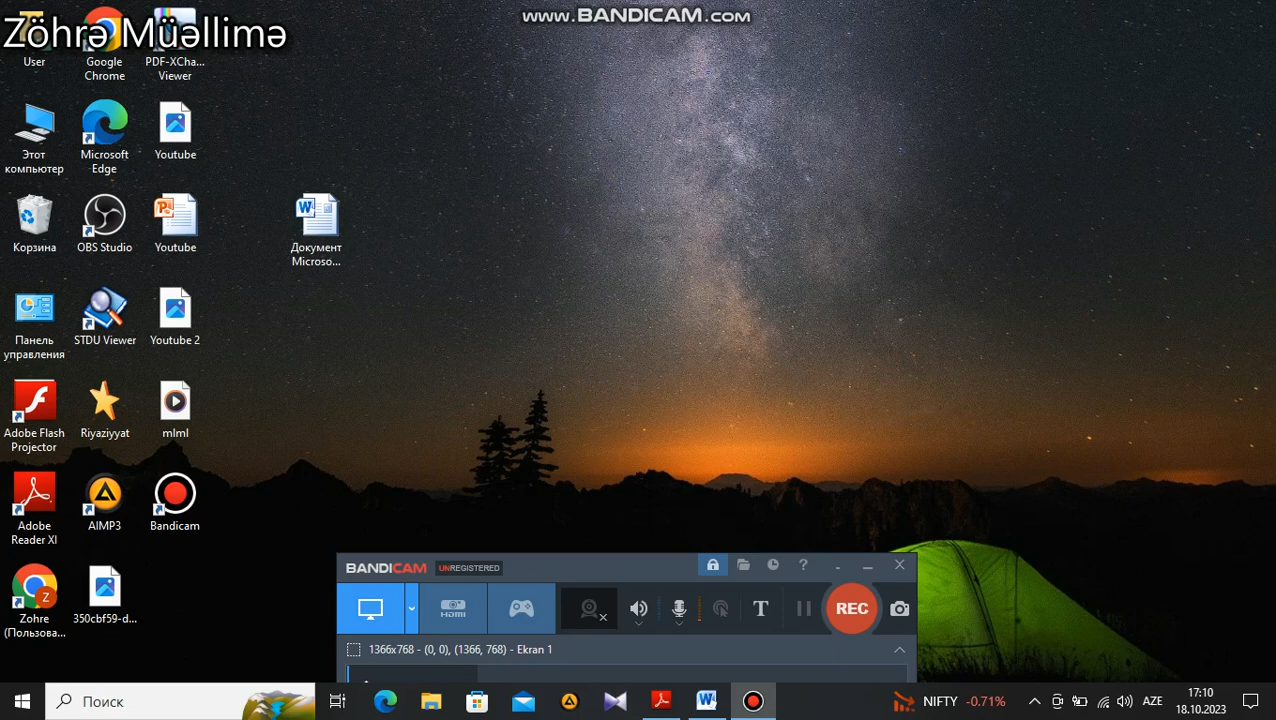 www.BANDICAM.com
Zöhrə Müəllimə
User
Google
Chrome
PDF-XCha...
Viewer
Этот
компьютер
Microsoft
Edge
Youtube
Корзина
OBS Studio
Youtube
Документ
Microso...
Панель
управления
STDU Viewer
Youtube 2
Adobe Flash
Projector
Riyaziyyat
mlml
Adobe
Reader XI
AIMP3
Bandicam
Zohre
(Пользова...
350cbf59-d...
BANDICAM UNREGISTERED
HDMI
T
REC
1366x768 - (0, 0), (1366, 768) - Ekran 1
Поиск
NIFTY -0.71%
AZE
17:10
18.10.2023